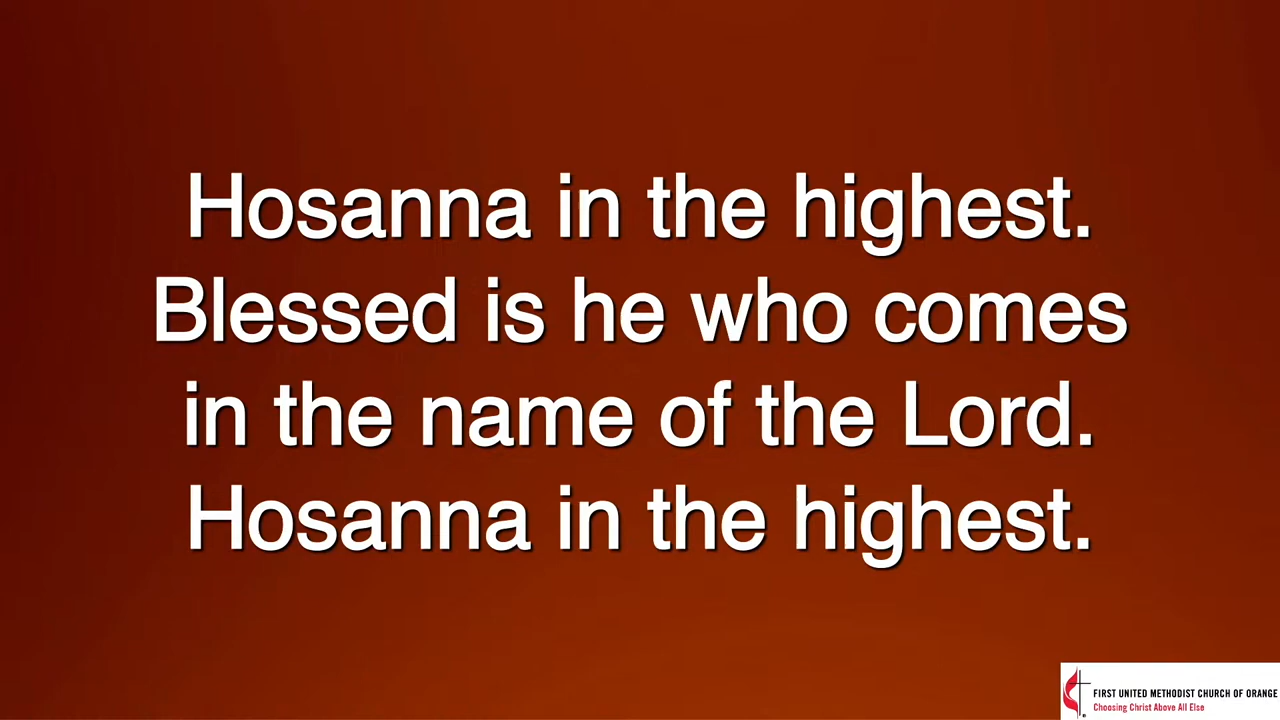 Hosanna in the highest.
Blessed is he who comes
in the name of the Lord.
Hosanna in the highest.
FIRST UNITED METHODIST CHURCH OF ORANGE
Choosing Christ Above All Else